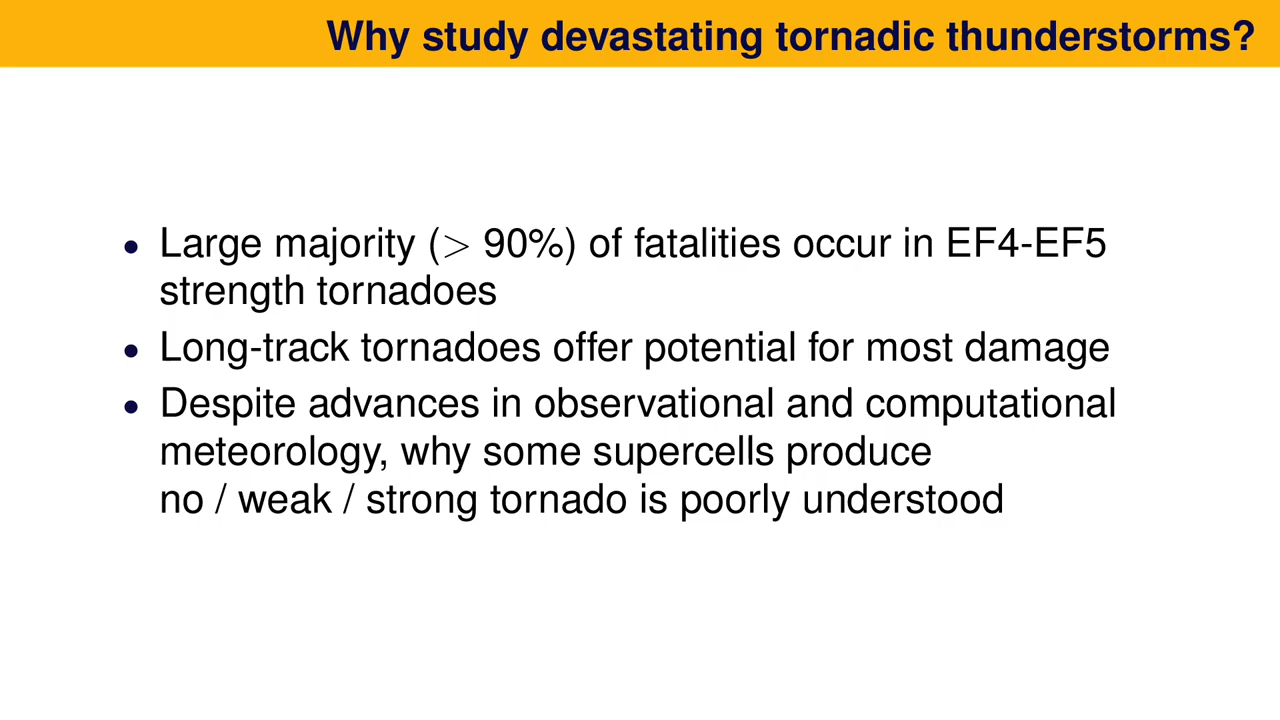 Why study devastating tornadic thunderstorms?
• Large majority (> 90%) of fatalities occur in EF4-EF5
strength tornadoes
• Long-track tornadoes offer potential for most damage
• Despite advances in observational and computational
meteorology, why some supercells produce
no / weak / strong tornado is poorly understood